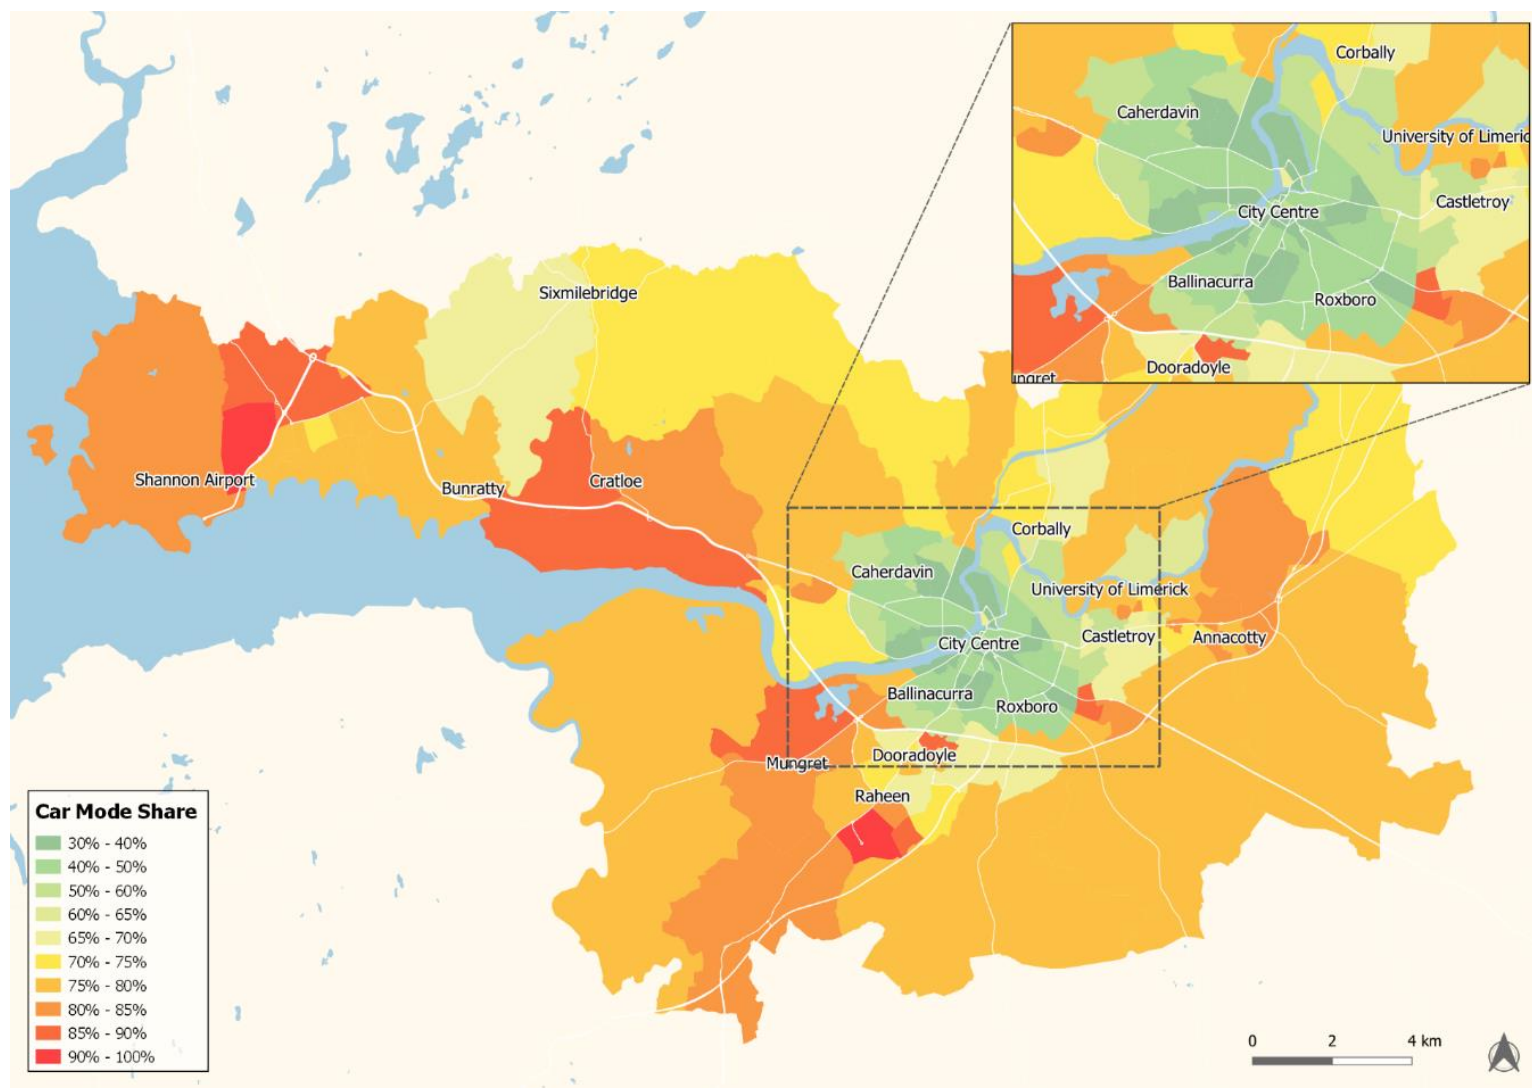 Corbally
Caherdavin
University of Limeric
Castletroy
City Centre
Ballinacurra
Roxboro
Dooradoyle
ungret
Sixmilebridge
Shannon Airport
Bunratty
Cratloe
Corbally
Caherdavin
University of Limerick
City Centre
Castletroy
Annacotty
Ballinacurra
Roxboro
Dooradoyle
Mungret
Raheen
Car Mode Share
30% - 40%
40% - 50%
50% - 60%
60% - 65%
65% - 70%
70% - 75%
75% - 80%
80% - 85%
85% - 90%
90% - 100%
0 2 4 km